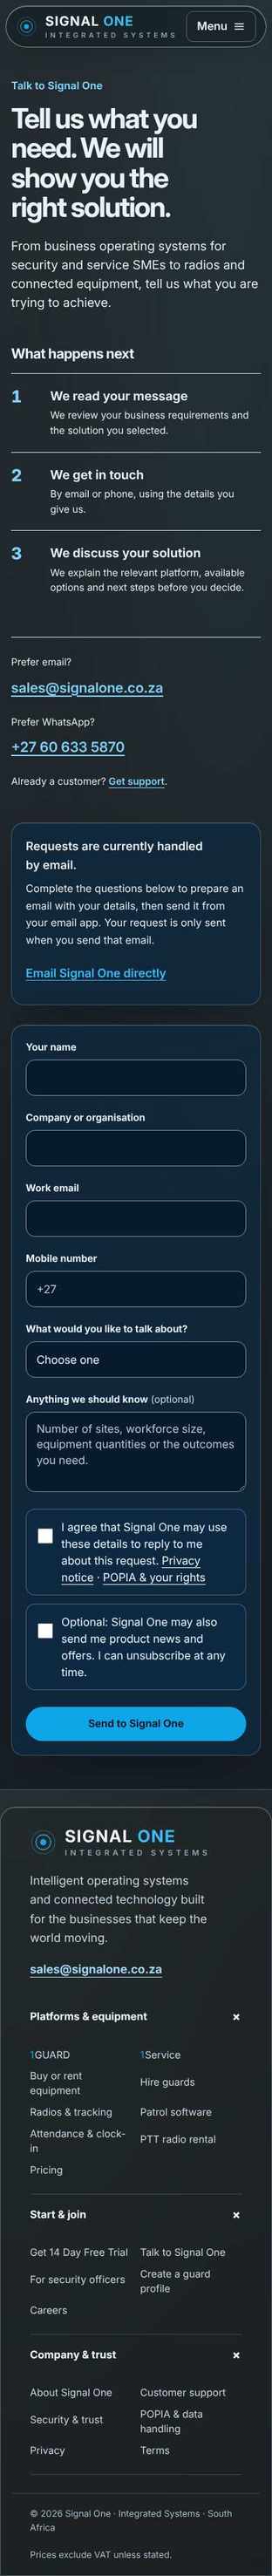 SIGNAL ONE
INTEGRATED SYSTEMS
Menu
Talk to Signal One
Tell us what you
need. We will
show you the
right solution.
From business operating systems for
security and service SMEs to radios and
connected equipment, tell us what you are
trying to achieve.
What happens next
1
We read your message
We review your business requirements and
the solution you selected.
2
We get in touch
By email or phone, using the details you
give us.
3
We discuss your solution
We explain the relevant platform, available
options and next steps before you decide.
Prefer email?
sales@signalone.co.za
Prefer WhatsApp?
+27 60 633 5870
Already a customer? Get support.
Requests are currently handled
by email.
Complete the questions below to prepare an
email with your details, then send it from
your email app. Your request is only sent
when you send that email.
Email Signal One directly
Your name
Company or organisation
Work email
Mobile number
+27
What would you like to talk about?
Choose one
Anything we should know (optional)
Number of sites, workforce size,
equipment quantities or the outcomes
you need.
I agree that Signal One may use
these details to reply to me
about this request. Privacy
notice · POPIA & your rights
Optional: Signal One may also
send me product news and
offers. I can unsubscribe at any
time.
Send to Signal One
SIGNAL ONE
INTEGRATED SYSTEMS
Intelligent operating systems
and connected technology built
for the businesses that keep the
world moving.
sales@signalone.co.za
Platforms & equipment
1GUARD
1Service
Buy or rent
equipment
Hire guards
Radios & tracking
Patrol software
Attendance & clock-
in
PTT radio rental
Pricing
Start & join
Get 14 Day Free Trial
Talk to Signal One
For security officers
Create a guard
profile
Careers
Company & trust
About Signal One
Customer support
Security & trust
POPIA & data
handling
Privacy
Terms
© 2026 Signal One · Integrated Systems · South
Africa
Prices exclude VAT unless stated.